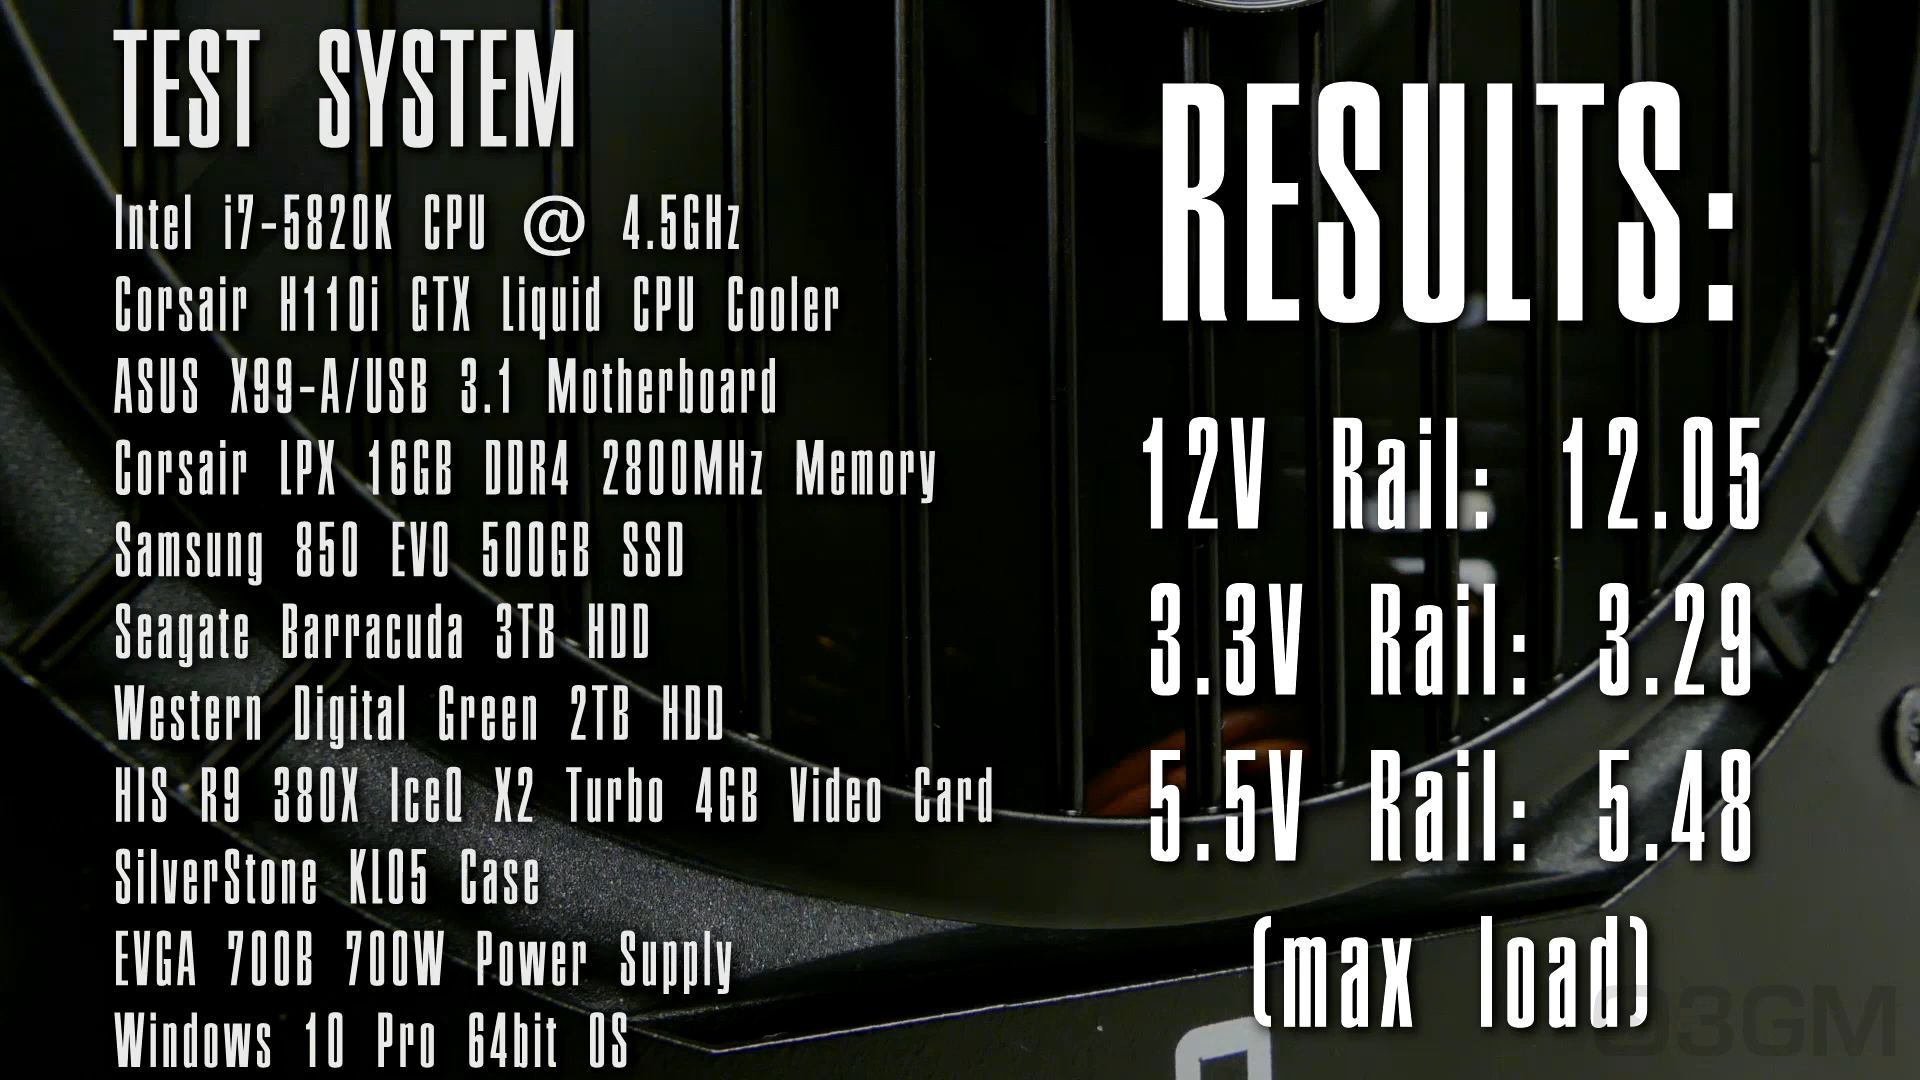 TEST SYSTEM
Intel i7-5820K CPU @ 4.5GHz
Corsair H110i GTX Liquid CPU Cooler
ASUS X99-A/USB 3.1 Motherboard
Corsair LPX 16GB DDR4 2800MHz Memory
Samsung 850 EVO 500GB SSD
Seagate Barracuda 3TB HDD
Western Digital Green 2TB HDD
HIS R9 380X IceQ X2 Turbo 4GB Video Card
SilverStone KL05 Case
EVGA 700B 700W Power Supply
Windows 10 Pro 64bit OS
RESULTS:
12V Rail: 12.05
3.3V Rail: 3.29
5.5V Rail: 5.48
(max load)
O3GM